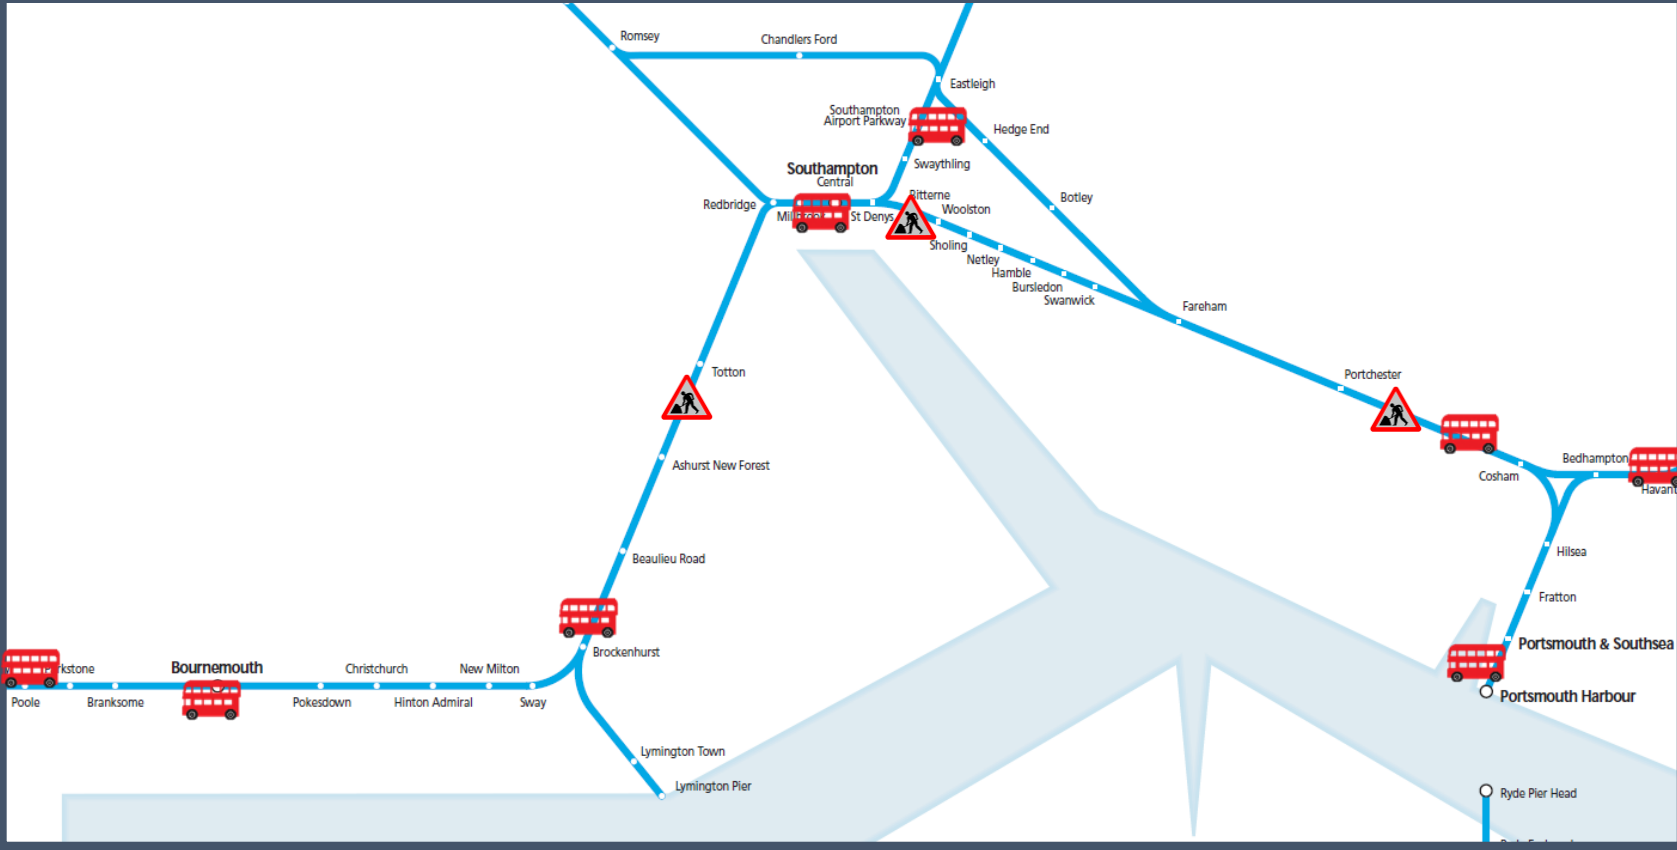 Romsey
Chandlers Ford
Eastleigh
Southampton
Airport Parkway
Hedge End
Swaythling
Southampton
Central
Bitterne
Botley
Redbridge
Woolston
St Denys
Sholing
Netley
Hamble
Bursledon
Swanwick
Fareham
Totton
Portchester
Bedhampton
Ashurst New Forest
Cosham
Havant
Hilsea
Beaulieu Road
Fratton
Portsmouth & Southsea
Brockenhurst
Bournemouth
Christchurch
New Milton
Poole
Branksome
Pokesdown
Hinton Admiral
Sway
Portsmouth Harbour
Lymington Town
Lymington Pier
Ryde Pier Head